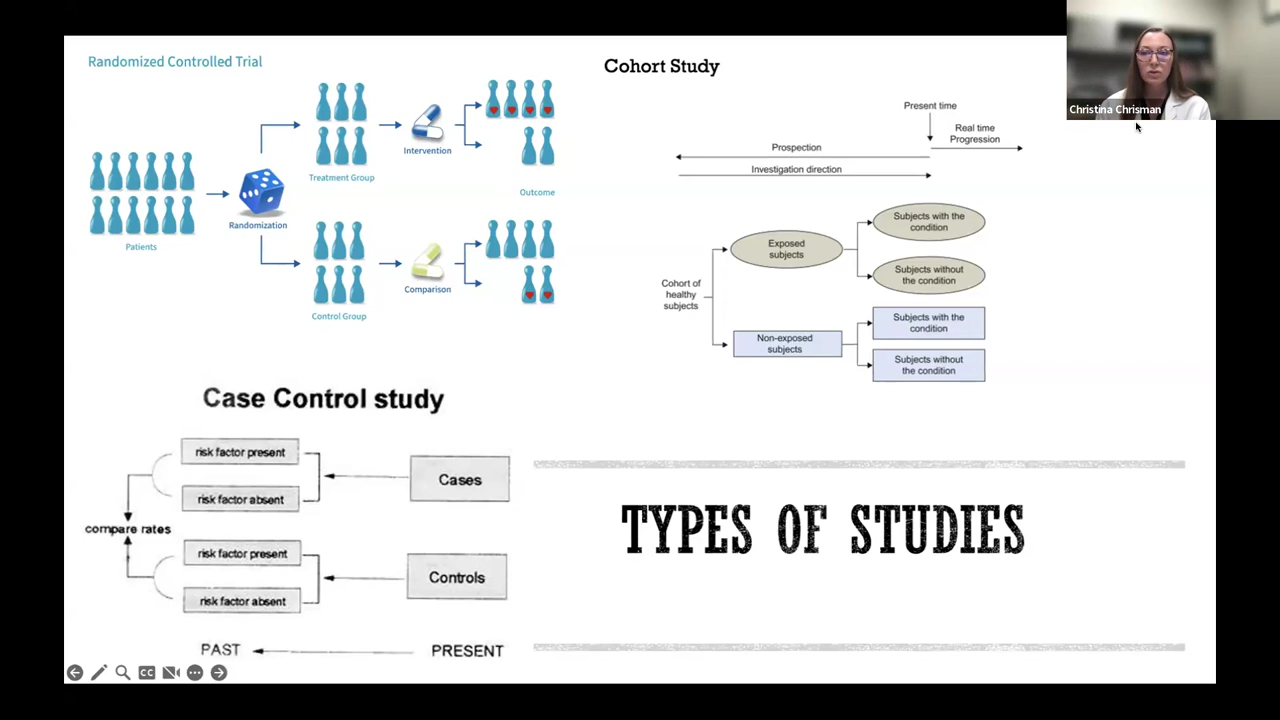 Randomized Controlled Trial
Patients
Randomization
Treatment Group
Intervention
Outcome
Control Group
Comparison
Cohort Study
Present time
Real time
Progression
Prospection
Investigation direction
Cohort of
healthy
subjects
Exposed
subjects
Subjects with the
condition
Subjects without
the condition
Non-exposed
subjects
Subjects with the
condition
Subjects without
the condition
Christina Chrisman
Case Control study
risk factor present
risk factor absent
Cases
compare rates
risk factor present
risk factor absent
Controls
PAST
PRESENT
TYPES OF STUDIES
CC